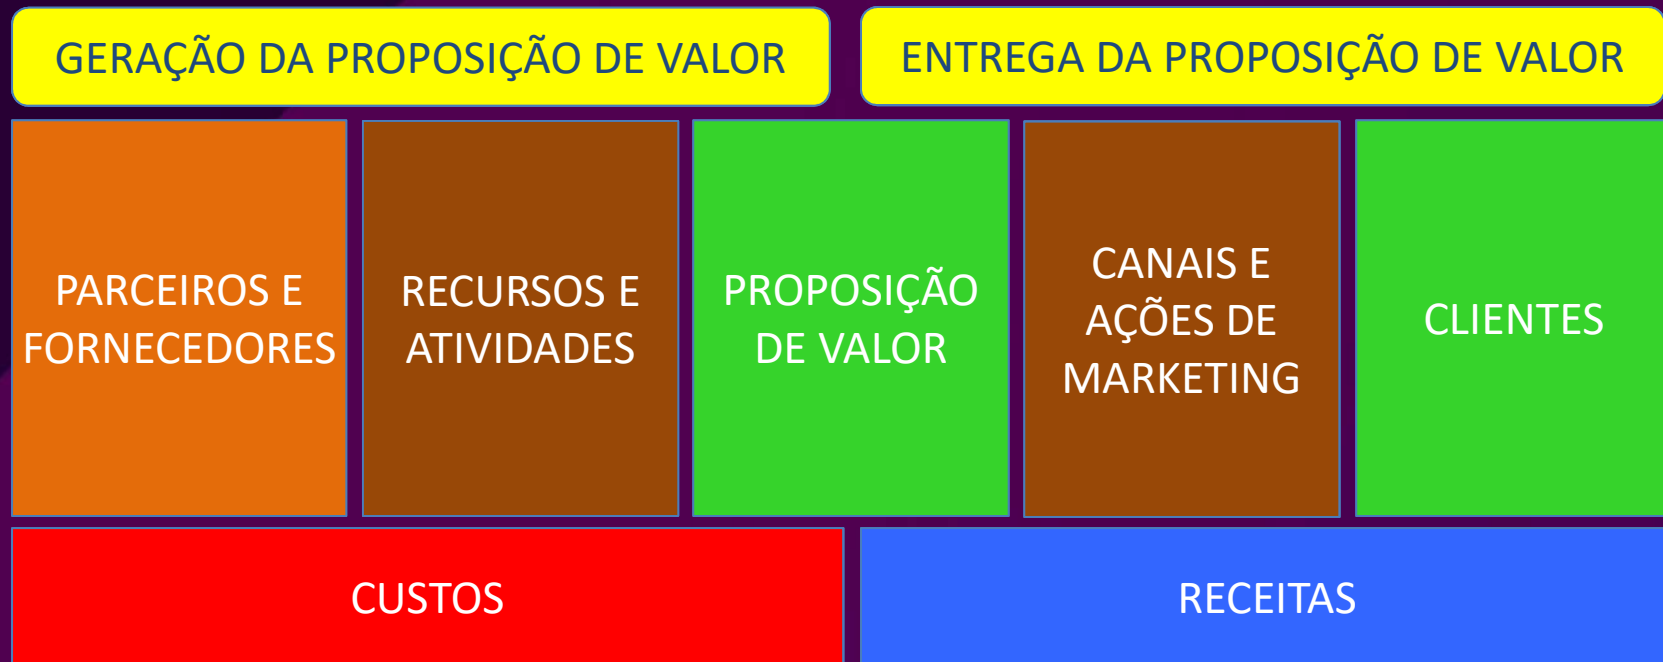 GERAÇÃO DA PROPOSIÇÃO DE VALOR
ENTREGA DA PROPOSIÇÃO DE VALOR
PARCEIROS E
FORNECEDORES
RECURSOS E
ATIVIDADES
PROPOSIÇÃO
DE VALOR
CANAIS E
AÇÕES DE
MARKETING
CLIENTES
CUSTOS
RECEITAS